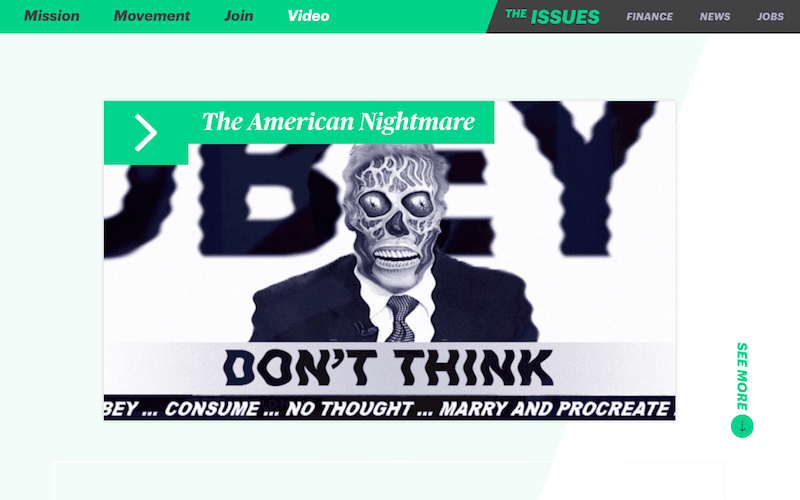 Mission Movement Join Video THE ISSUES FINANCE NEWS JOBS
The American Nightmare
OBEY
DON'T THINK
BEY ... CONSUME ... NO THOUGHT ... MARRY AND PROCREATE
SEE MORE